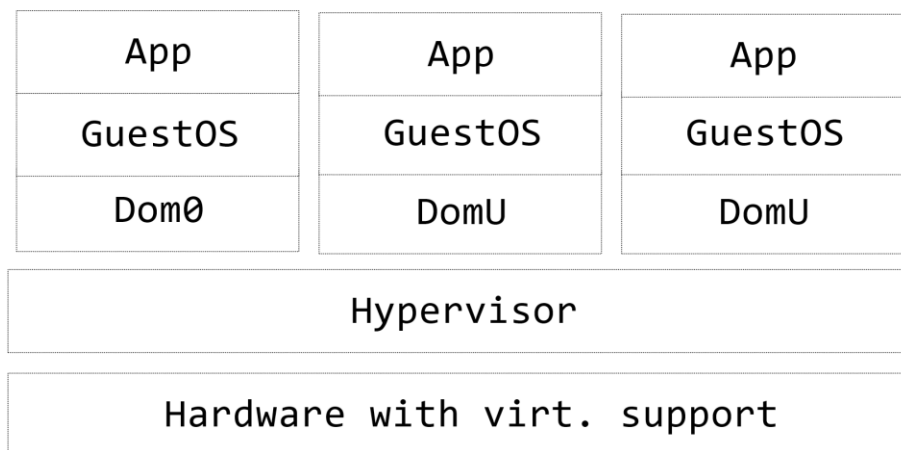 App
App
App
GuestOS
GuestOS
GuestOS
Dom0
DomU
DomU
Hypervisor
Hardware with virt. support